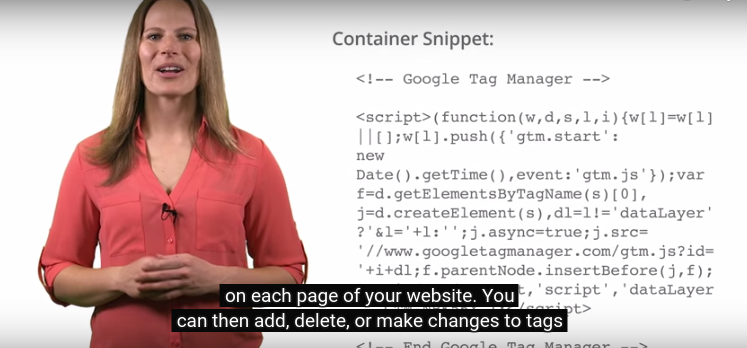 Container Snippet:
<!-- Google Tag Manager -->
<script>(function(w,d,s,l,i){w[l]=w[l]
||[];w[l].push({'gtm.start':
new
Date().getTime(),event:'gtm.js'});var
f=d.getElementsByTagName(s)[0],
j=d.createElement(s),dl=l!='dataLayer'
?'&l='+l:'';j.async=true;j.src=
'//www.googletagmanager.com/gtm.js?id=
'+i+dl;f.parentNode.insertBefore(j,f);
,'script','dataLayer
script>
<!-- End Google Tag Manager -->
on each page of your website. You
can then add, delete, or make changes to tags